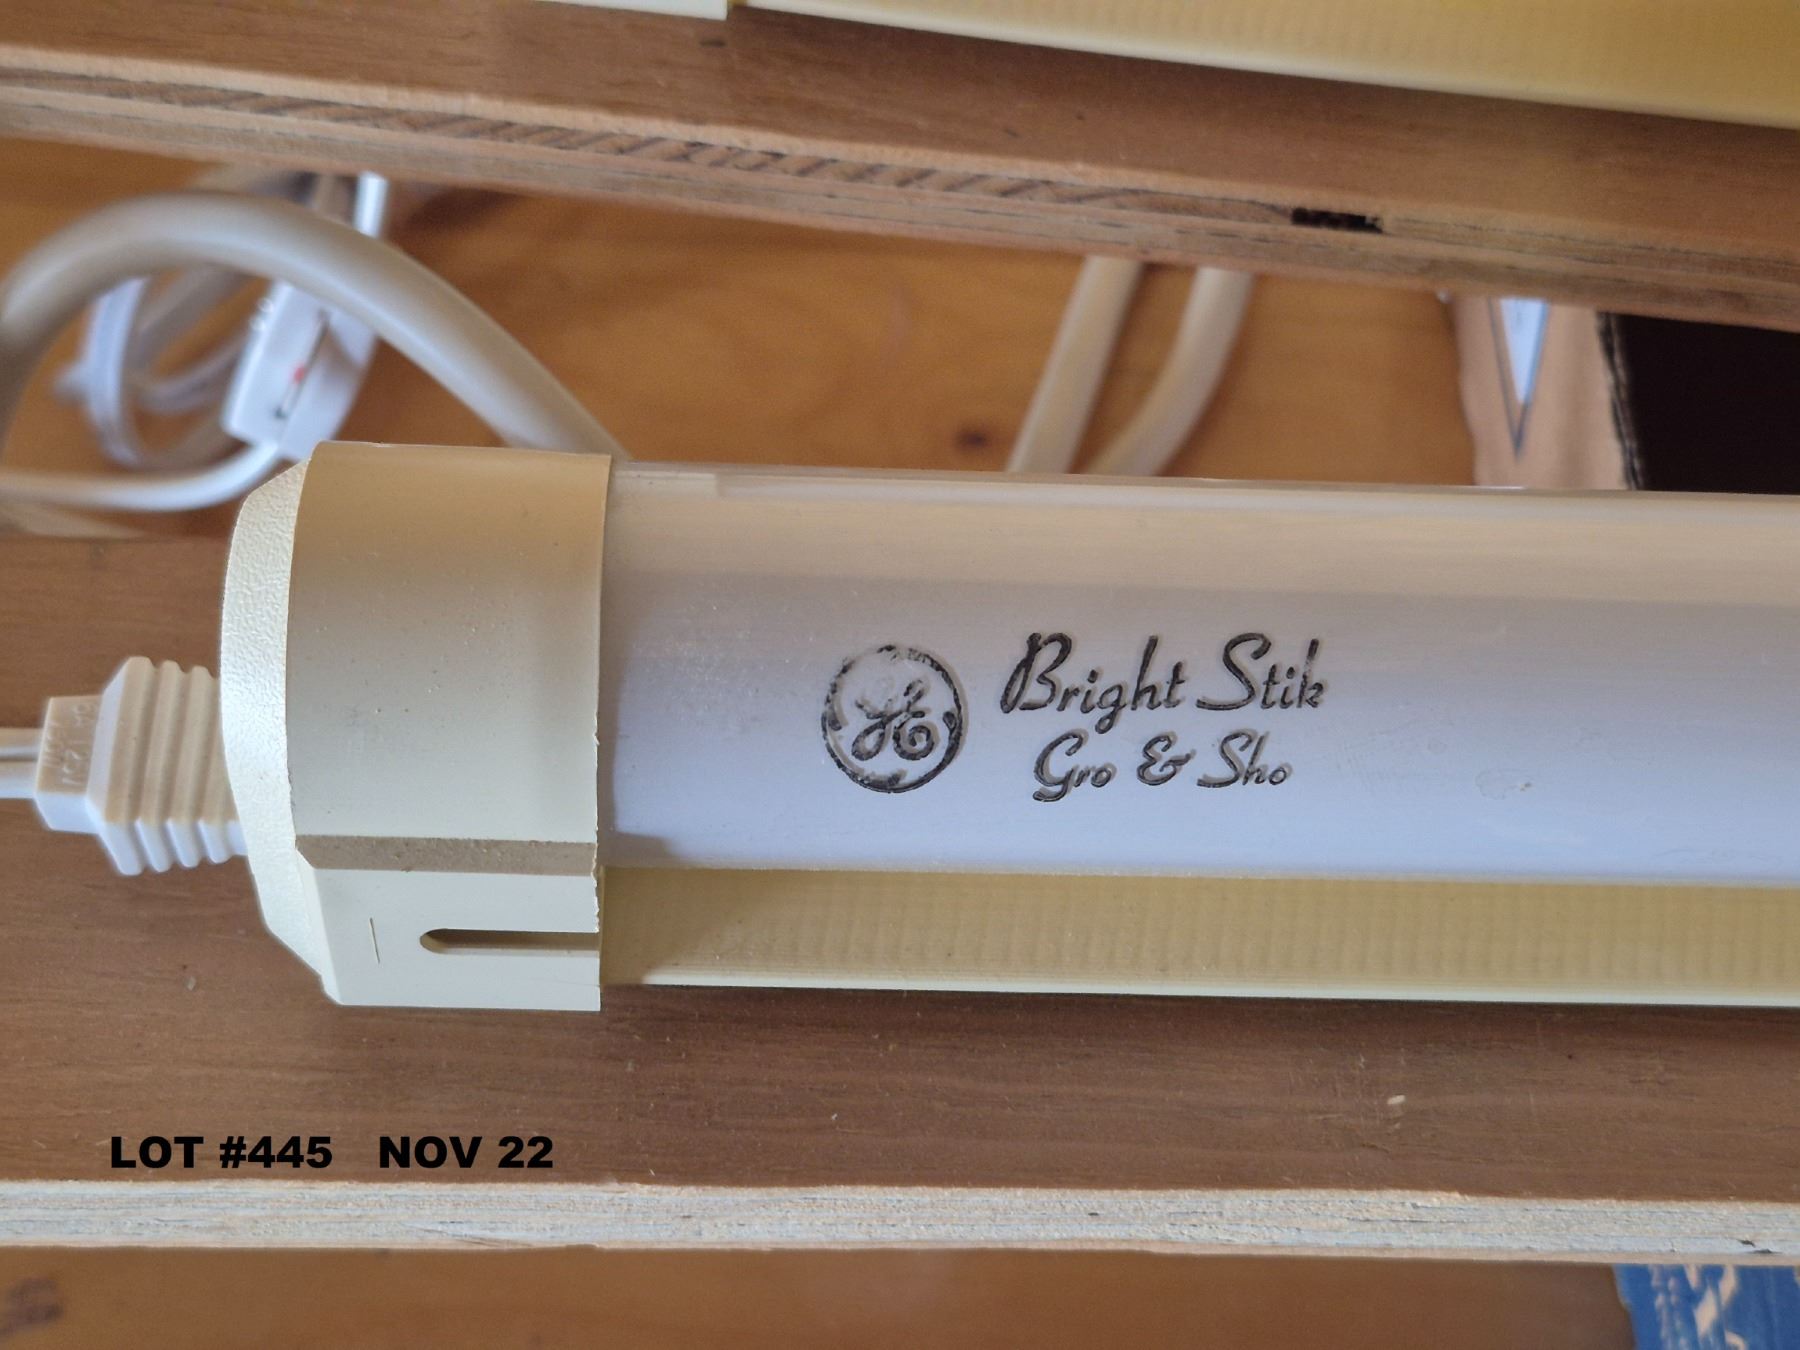 GE
Bright Stik
Gro & Sho
LOT #445 NOV 22